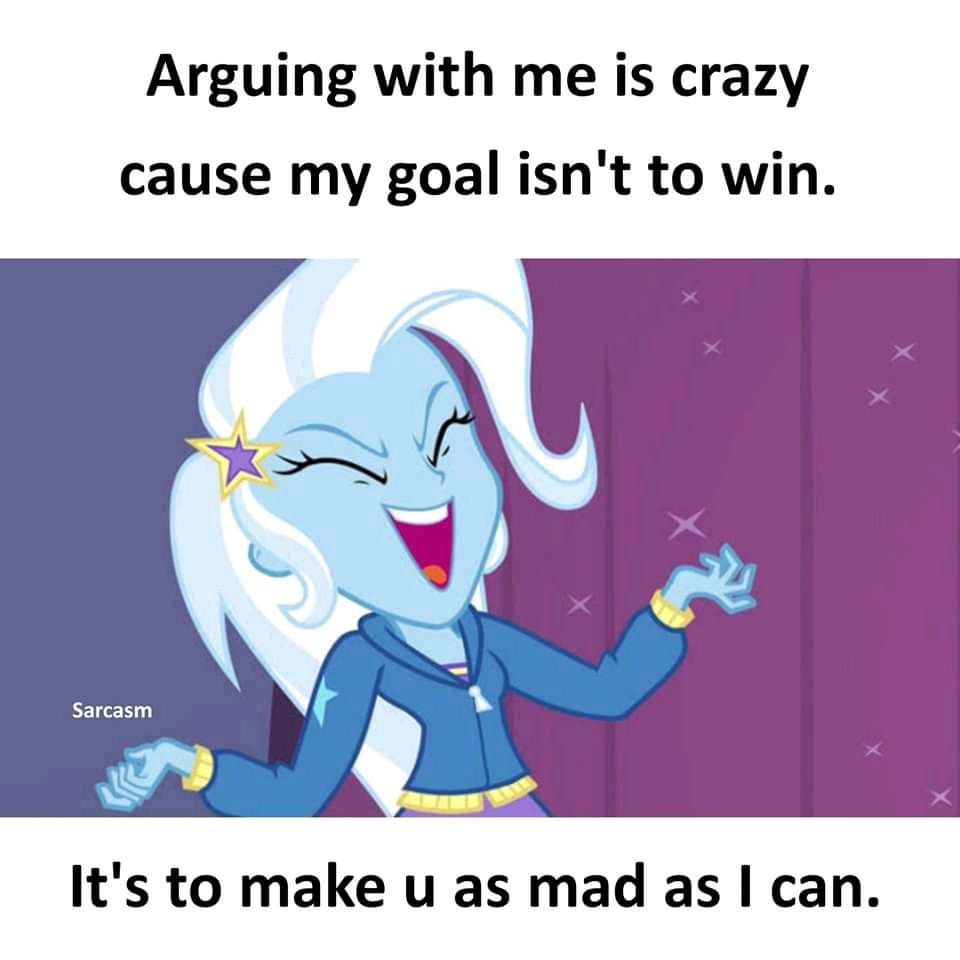 Arguing with me is crazy
cause my goal isn't to win.
Sarcasm
It's to make u as mad as I can.